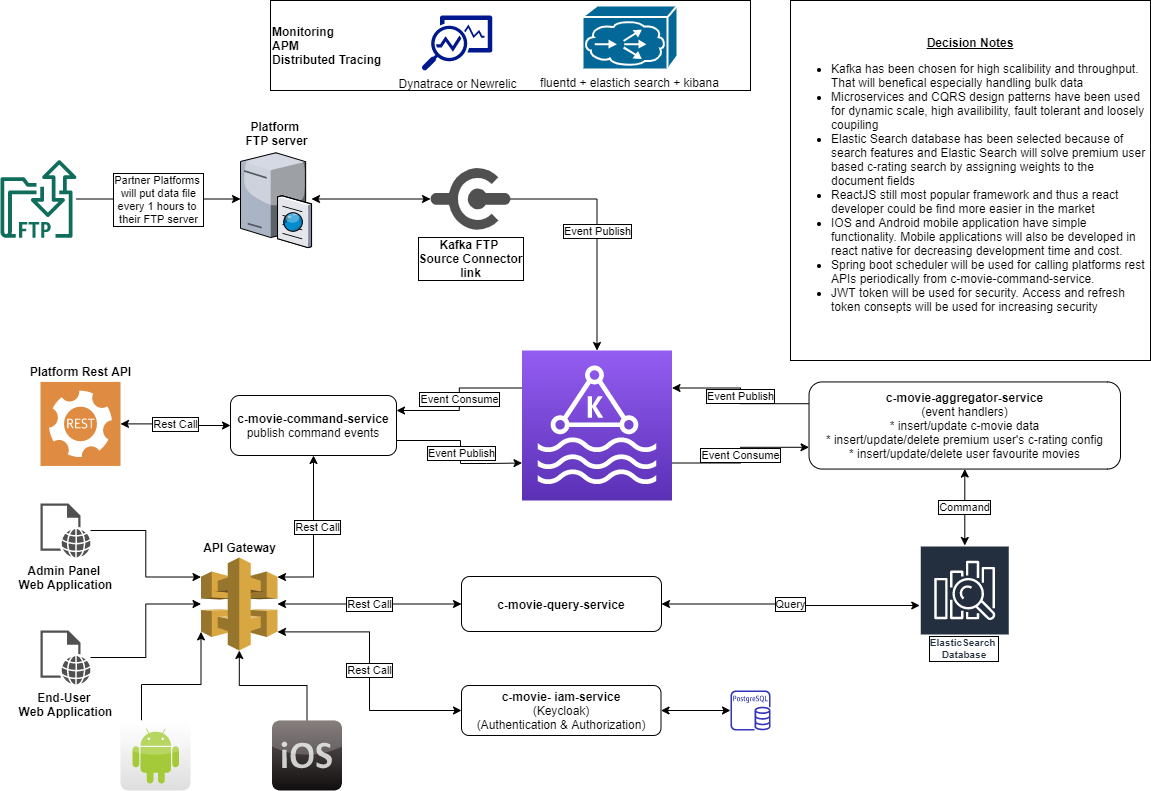 Monitoring
APM
Distributed Tracing
Dynatrace or Newrelic
fluentd + elastich search + kibana
Decision Notes
Kafka has been chosen for high scalibility and throughput.
That will benefical especially handling bulk data
Microservices and CQRS design patterns have been used
for dynamic scale, high availibility, fault tolerant and loosely
coupiling
Elastic Search database has been selected because of
search features and Elastic Search will solve premium user
based c-rating search by assigning weights to the
document fields
ReactJS still most popular framework and thus a react
developer could be find more easier in the market
IOS and Android mobile application have simple
functionality. Mobile applications will also be developed in
react native for decreasing development time and cost.
Spring boot scheduler will be used for calling platforms rest
APIs periodically from c-movie-command-service.
JWT token will be used for security. Access and refresh
token consepts will be used for increasing security
Platform
FTP server
FTP
Partner Platforms
will put data file
every 1 hours to
their FTP server
Kafka FTP
Source Connector
link
Event Publish
Platform Rest API
REST
Rest Call
c-movie-command-service
publish command events
Event Consume
Event Publish
K
Event Publish
Event Consume
c-movie-aggregator-service
(event handlers)
* insert/update c-movie data
* insert/update/delete premium user's c-rating config
* insert/update/delete user favourite movies
Command
Rest Call
Admin Panel
Web Application
API Gateway
Rest Call
c-movie-query-service
Query
ElasticSearch
Database
End-User
Web Application
Rest Call
c-movie- iam-service
(Keycloak)
(Authentication & Authorization)
PostgreSQL
iOS